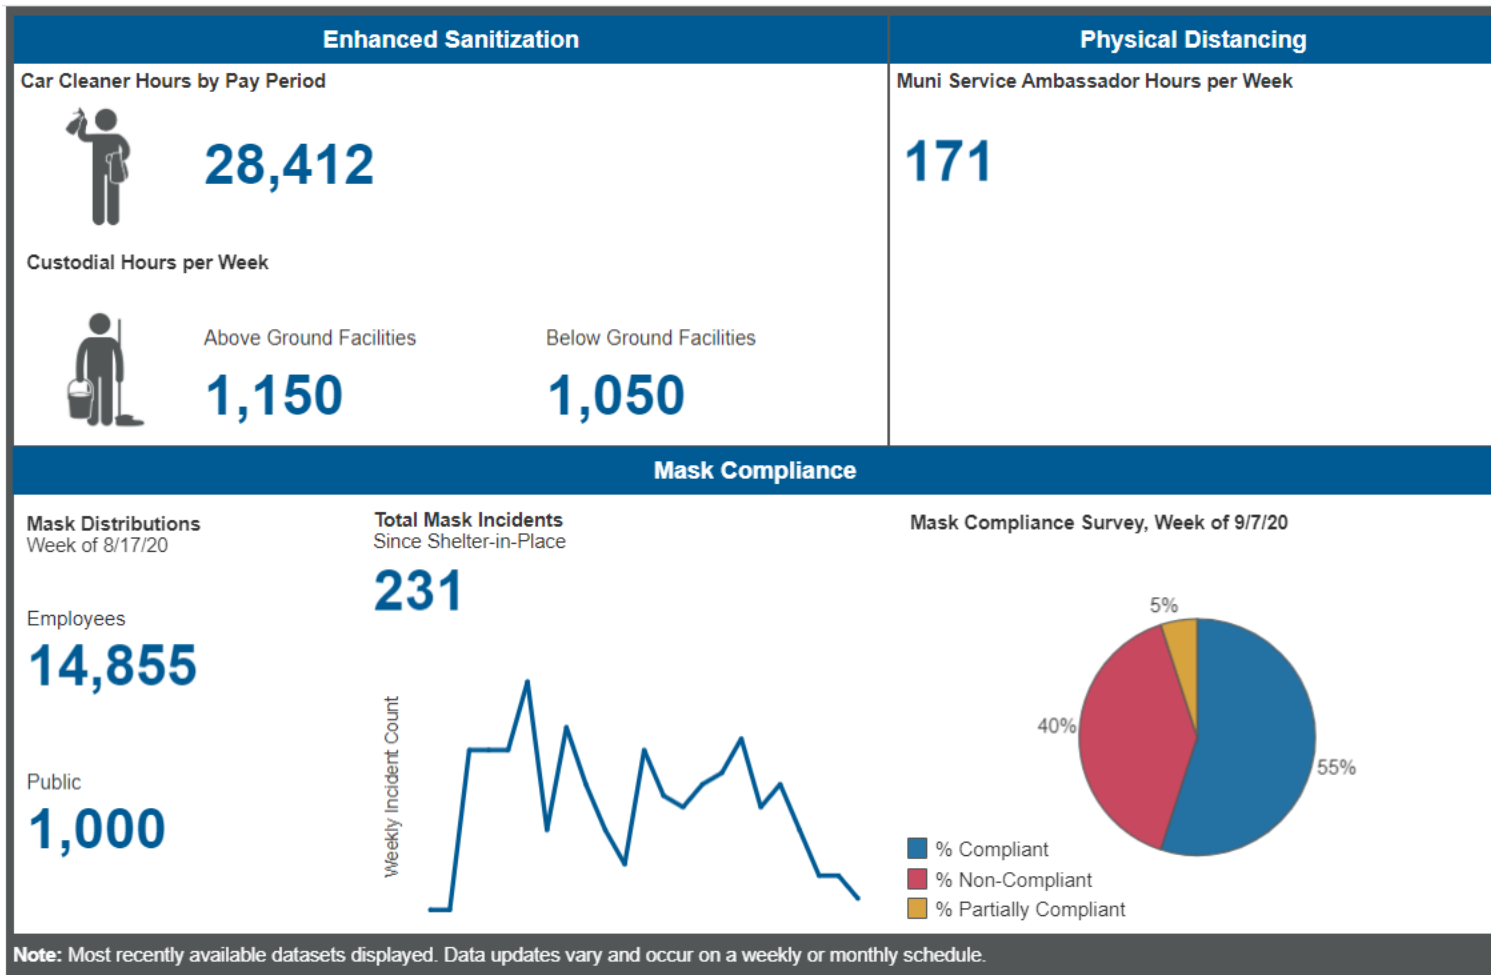 Enhanced Sanitization
Physical Distancing
Car Cleaner Hours by Pay Period
28,412
Custodial Hours per Week
Above Ground Facilities
1,150
Below Ground Facilities
1,050
Muni Service Ambassador Hours per Week
171
Mask Compliance
Mask Distributions
Week of 8/17/20
Employees
14,855
Public
1,000
Total Mask Incidents
Since Shelter-in-Place
231
Weekly Incident Count
Mask Compliance Survey, Week of 9/7/20
5%
40%
55%
% Compliant
% Non-Compliant
% Partially Compliant
Note: Most recently available datasets displayed. Data updates vary and occur on a weekly or monthly schedule.